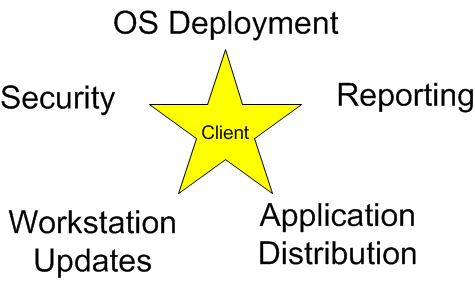 OS Deployment
Security
Reporting
Client
Workstation
Updates
Application
Distribution